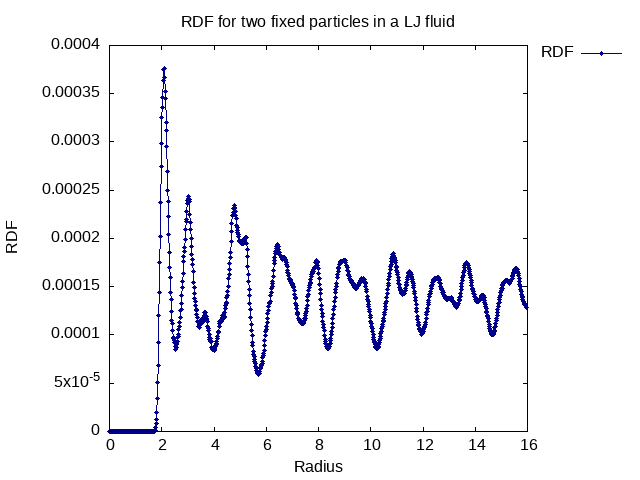 RDF for two fixed particles in a LJ fluid
RDF
0.0004
0.00035
0.0003
0.00025
0.0002
0.00015
0.0001
5x10-5
0
RDF
0 2 4 6 8 10 12 14 16
Radius